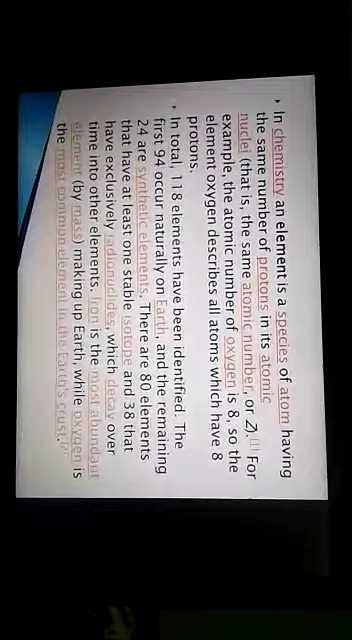 In chemistry an element is a species of atom having
the same number of protons in its atomic
nuclei (that is, the same atomic number, or Z).[1] For
example, the atomic number of oxygen is 8, so the
element oxygen describes all atoms which have 8
protons.
In total, 118 elements have been identified. The
first 94 occur naturally on Earth, and the remaining
24 are synthetic elements. There are 80 elements
that have at least one stable isotope and 38 that
have exclusively radionuclides, which decay over
time into other elements. Iron is the most abundant
element (by mass) making up Earth, while oxygen is
the most common element in the Earth's crust.[2]